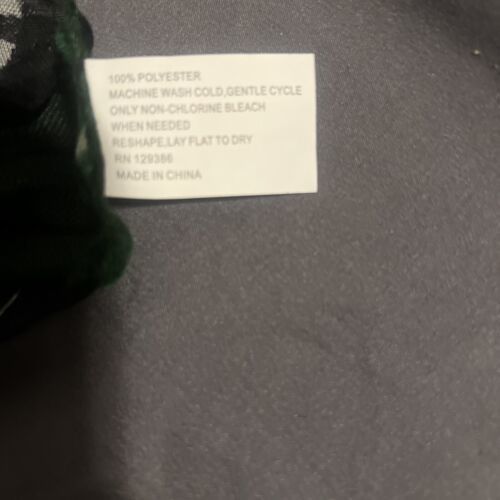 100% POLYESTER
MACHINE WASH COLD,GENTLE CYCLE
ONLY NON-CHLORINE BLEACH
WHEN NEEDED
RESHAPE,LAY FLAT TO DRY
RN 129386
MADE IN CHINA